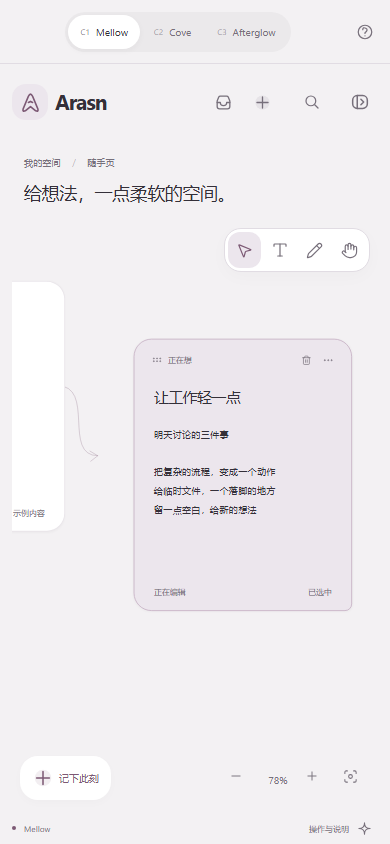 C1 Mellow C2 Cove C3 Afterglow
Arasn
我的空间 / 随手页
给想法，一点柔软的空间。
正在想
让工作轻一点
明天讨论的三件事
把复杂的流程，变成一个动作
给临时文件，一个落脚的地方
留一点空白，给新的想法
示例内容
正在编辑 已选中
记下此刻
78%
Mellow 操作与说明